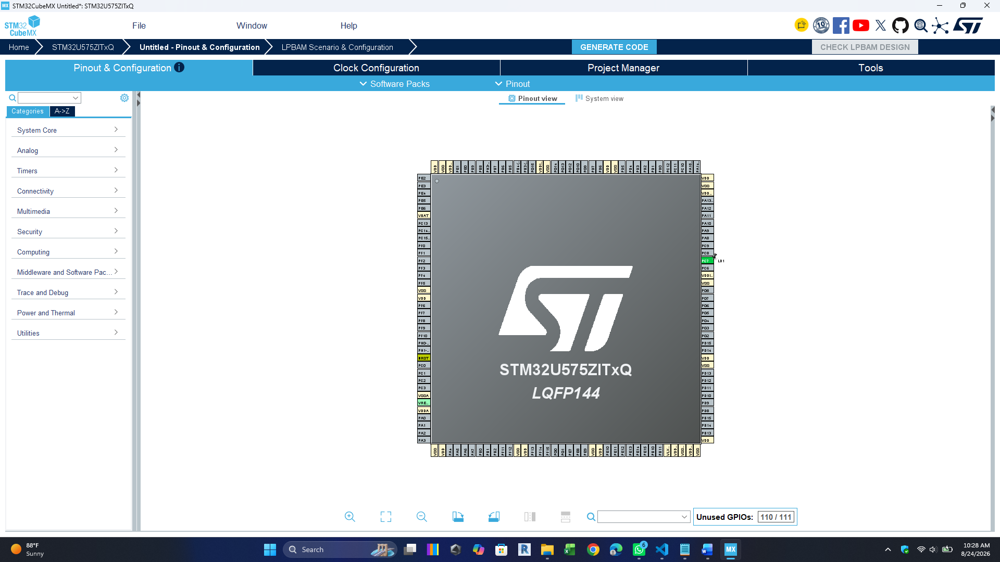 STM32CubeMX Untitled*: STM32U575ZITxQ
STM32
CubeMX
File
Window
Help
Home
STM32U575ZITxQ
Untitled - Pinout & Configuration
LPBAM Scenario & Configuration
GENERATE CODE
CHECK LPBAM DESIGN
Pinout & Configuration
Clock Configuration
Project Manager
Tools
Software Packs
Pinout
Pinout view
System view
Categories
A->Z
System Core
Analog
Timers
Connectivity
Multimedia
Security
Computing
Middleware and Software Pac...
Trace and Debug
Power and Thermal
Utilities
VDD
VSS
VDD..
PE1
PE0
PB9
PB8
PH3-..
PB7
PB6
PB5
PG15
VDDI..
VSS
PG14
PG13
PG12
PG10
PG9
PD7
PD6
VDD
VSS
PD5
PD4
PD3
PD2
PD1
PD0
PC12
PC11
PC10
PA15..
PA14..
PE2
PE3
PE4
PE5
PE6
VBAT
PC13
PC14..
PC15..
PF0
PF1
PF2
PF3
PF4
PF5
VSS
VDD
PF6
PF7
PF8
PF9
PF10
PH0-..
PH1-..
NRST
PC0
PC1
PC2
PC3
VSSA
VRE..
VDDA
PA0
PA1
PA2
PA3
VDD
VSS
VDD..
PA13..
PA12
PA11
PA10
PA9
PA8
PC9
PC8
PC7
LD1
PC6
VDDI..
VSS
PG8
PG7
PG6
PG5
PG4
PG3
PG2
PD15
PD14
VDD
VSS
PD13
PD12
PD11
PD10
PD9
PD8
PB15
PB14
PB13
VDD
VSS
VDD
PA4
PA5
PA6
PA7
PB0
PB1
PB2
PF11
PF12
VSS
VDD
PF13
PF14
PF15
PG0
PG1
PE7
PE8
PE9
VSS
VDD
PE10
PE11
PE12
PE13
PE14
PE15
PB10
PB11
VLX..
VDD..
VSS..
VDD..
VSS
STM32U575ZITxQ
LQFP144
Unused GPIOs: 110 / 111
88°F
Sunny
Search
6
MX
10:28 AM
8/24/2026